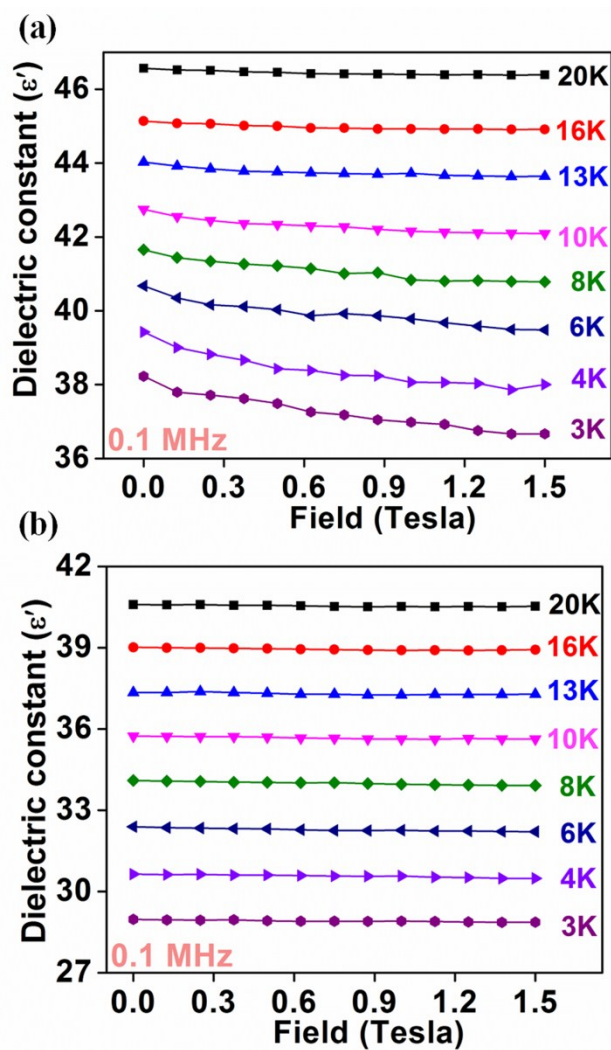 (a)
Dielectric constant (ε′)
46
44
42
40
38
36
20K
16K
13K
10K
8K
6K
4K
3K
0.1 MHz
0.0 0.3 0.6 0.9 1.2 1.5
Field (Tesla)
(b)
Dielectric constant (ε′)
42
39
36
33
30
27
20K
16K
13K
10K
8K
6K
4K
3K
0.1 MHz
0.0 0.3 0.6 0.9 1.2 1.5
Field (Tesla)